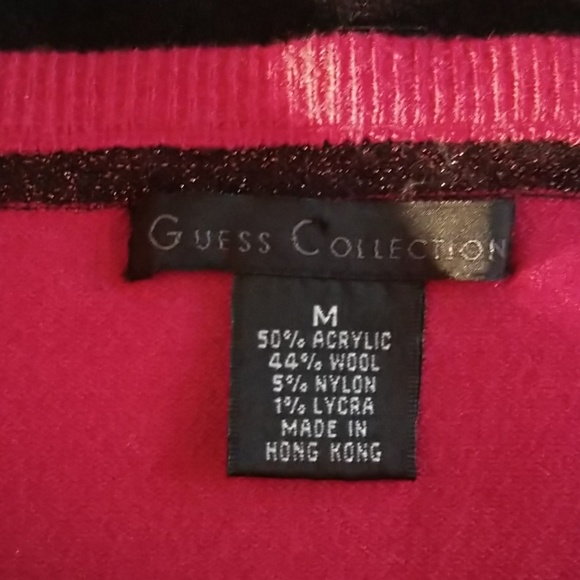 GUESS COLLECTION
M
50% ACRYLIC
44% WOOL
5% NYLON
1% LYCRA
MADE IN
HONG KONG